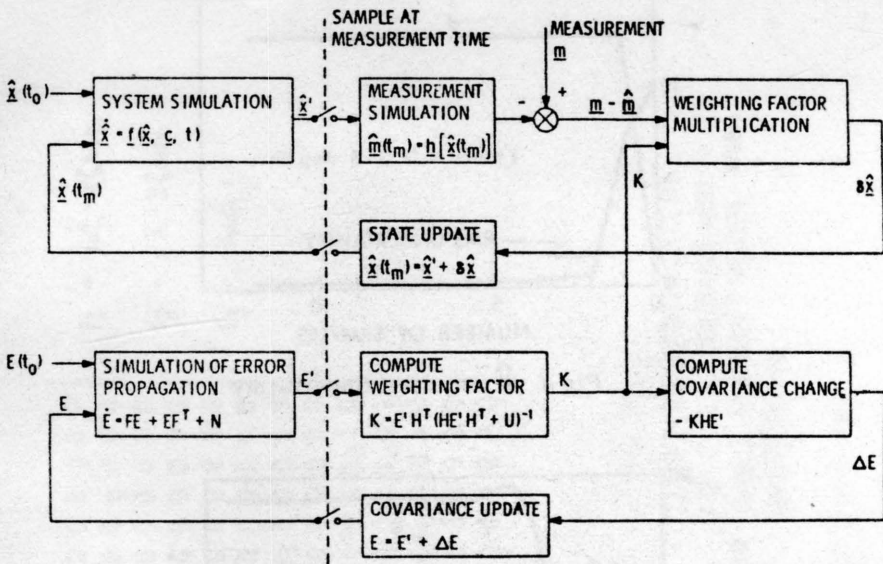 SAMPLE AT
MEASUREMENT TIME
MEASUREMENT
m
x̂(t₀)
SYSTEM SIMULATION
x̂̇ = f(x̂, c, t)
x̂'
MEASUREMENT
SIMULATION
m̂(tₘ) = h[x̂(tₘ)]
-
+
m - m̂
WEIGHTING FACTOR
MULTIPLICATION
x̂(tₘ)
K
δx̂
STATE UPDATE
x̂(tₘ) = x̂' + δx̂
E(t₀)
E
SIMULATION OF ERROR
PROPAGATION
Ė = FE + EFᵀ + N
E'
COMPUTE
WEIGHTING FACTOR
K = E'Hᵀ(HE'Hᵀ + U)⁻¹
K
COMPUTE
COVARIANCE CHANGE
- KHE'
ΔE
COVARIANCE UPDATE
E = E' + ΔE